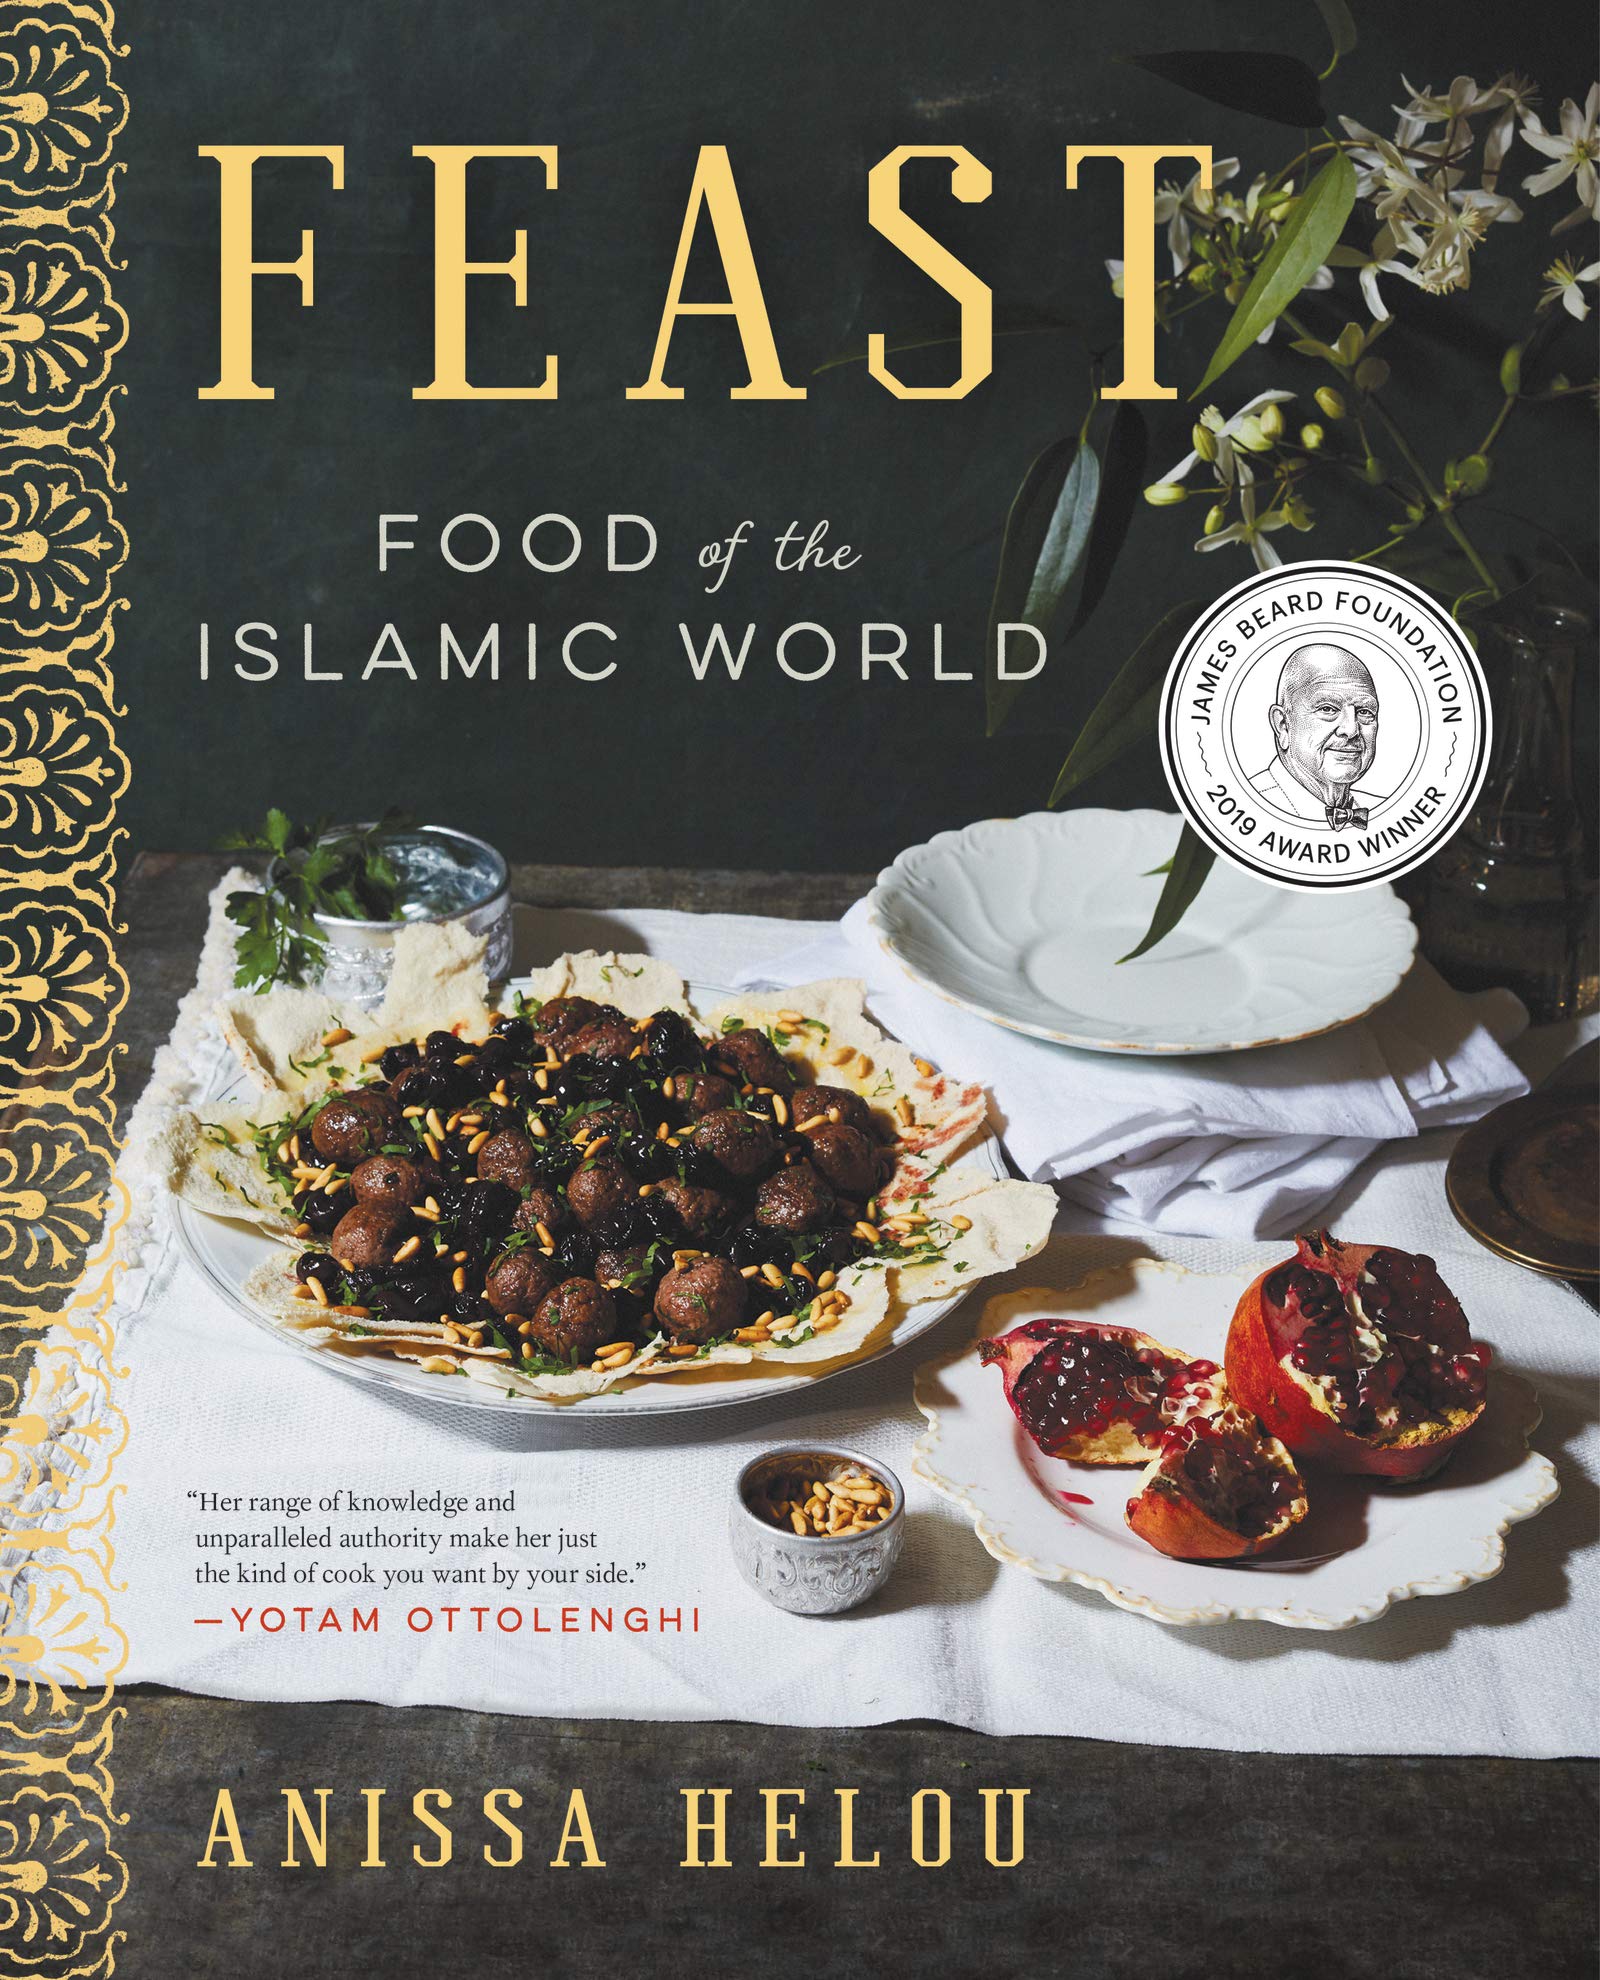 FEAST
FOOD of the
ISLAMIC WORLD
JAMES BEARD FOUNDATION
2019 AWARD WINNER
“Her range of knowledge and
unparalleled authority make her just
the kind of cook you want by your side.”
—YOTAM OTTOLENGHI
ANISSA HELOU